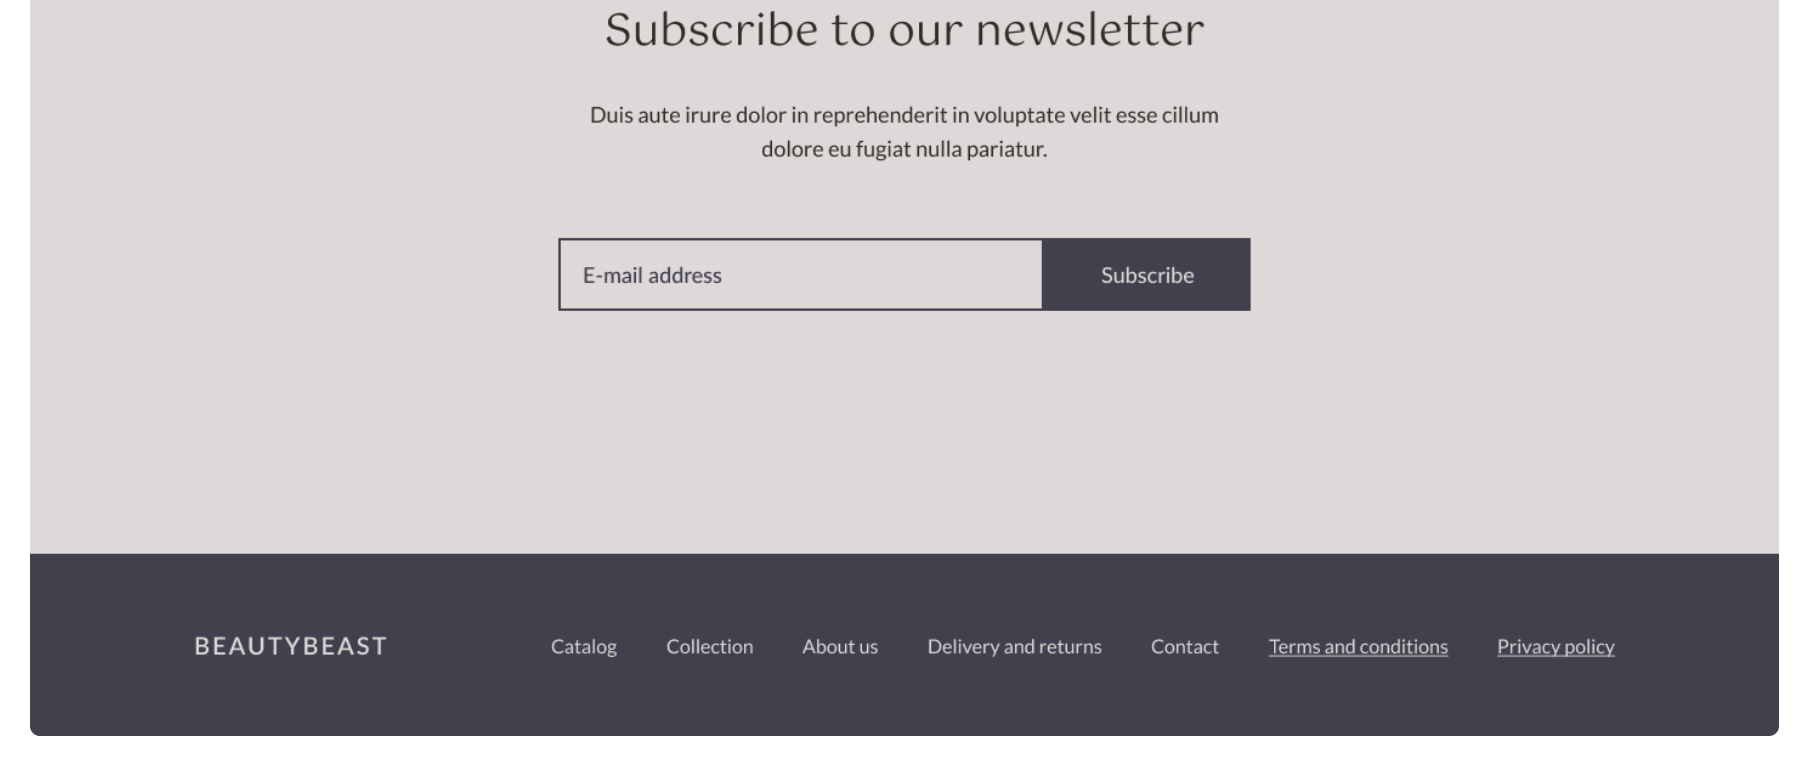 Subscribe to our newsletter
Duis aute irure dolor in reprehenderit in voluptate velit esse cillum
dolore eu fugiat nulla pariatur.
E-mail address Subscribe
BEAUTYBEAST Catalog Collection About us Delivery and returns Contact Terms and conditions Privacy policy